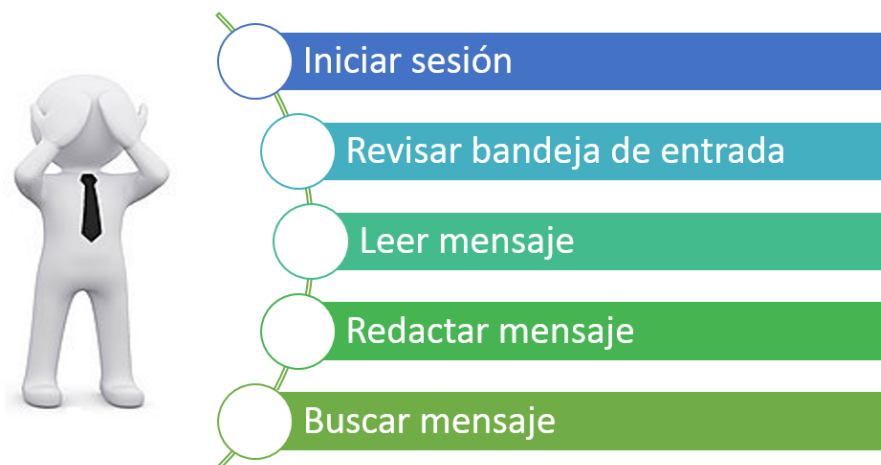 Iniciar sesión
Revisar bandeja de entrada
Leer mensaje
Redactar mensaje
Buscar mensaje